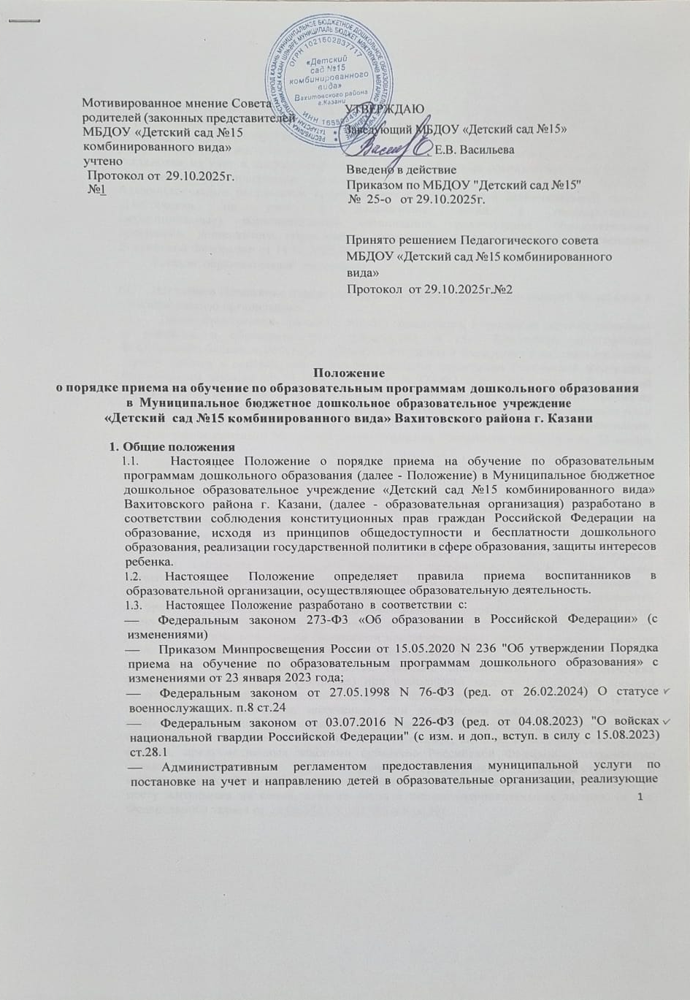 ОГРН 1021602837717
«Детский
сад №15
комбинированного
вида»
Вахитовского района
г.Казани
Мотивированное мнение Совета
родителей (законных представителей
МБДОУ «Детский сад №15
комбинированного вида»
учтено
Протокол от 29.10.2025г.
№1
УТВЕРЖДАЮ
Заведующий МБДОУ «Детский сад №15»
Е.В. Васильева
Введено в действие
Приказом по МБДОУ "Детский сад №15"
№ 25-о от 29.10.2025г.
Принято решением Педагогического совета
МБДОУ «Детский сад №15 комбинированного
вида»
Протокол от 29.10.2025г.№2
Положение
о порядке приема на обучение по образовательным программам дошкольного образования
в Муниципальное бюджетное дошкольное образовательное учреждение
«Детский сад №15 комбинированного вида» Вахитовского района г. Казани
1. Общие положения
1.1. Настоящее Положение о порядке приема на обучение по образовательным
программам дошкольного образования (далее - Положение) в Муниципальное бюджетное
дошкольное образовательное учреждение «Детский сад №15 комбинированного вида»
Вахитовского района г. Казани, (далее - образовательная организация) разработано в
соответствии соблюдения конституционных прав граждан Российской Федерации на
образование, исходя из принципов общедоступности и бесплатности дошкольного
образования, реализации государственной политики в сфере образования, защиты интересов
ребенка.
1.2. Настоящее Положение определяет правила приема воспитанников в
образовательной организации, осуществляющее образовательную деятельность.
1.3. Настоящее Положение разработано в соответствии с:
— Федеральным законом 273-ФЗ «Об образовании в Российской Федерации» (с
изменениями)
— Приказом Минпросвещения России от 15.05.2020 N 236 "Об утверждении Порядка
приема на обучение по образовательным программам дошкольного образования» с
изменениями от 23 января 2023 года;
— Федеральным законом от 27.05.1998 N 76-ФЗ (ред. от 26.02.2024) О статусе
военнослужащих. п.8 ст.24
— Федеральным законом от 03.07.2016 N 226-ФЗ (ред. от 04.08.2023) "О войсках
национальной гвардии Российской Федерации" (с изм. и доп., вступ. в силу с 15.08.2023)
ст.28.1
— Административным регламентом предоставления муниципальной услуги по
постановке на учет и направлению детей в образовательные организации, реализующие
1